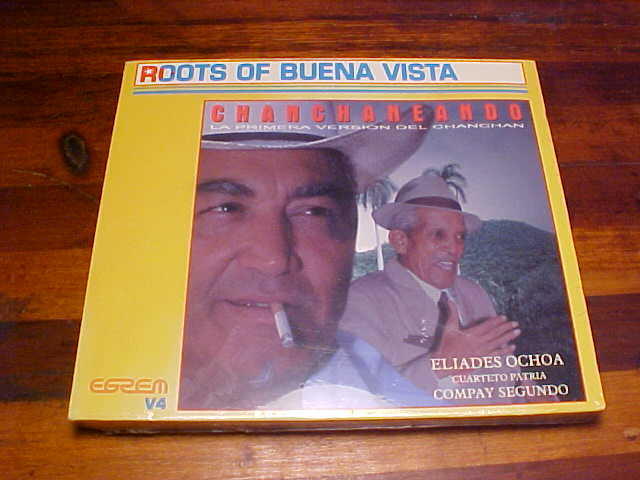 ROOTS OF BUENA VISTA
CHANCHANEANDO
LA PRIMERA VERSION DEL CHANCHAN
ELIADES OCHOA
CUARTETO PATRIA
COMPAY SEGUNDO
EGREM
V4